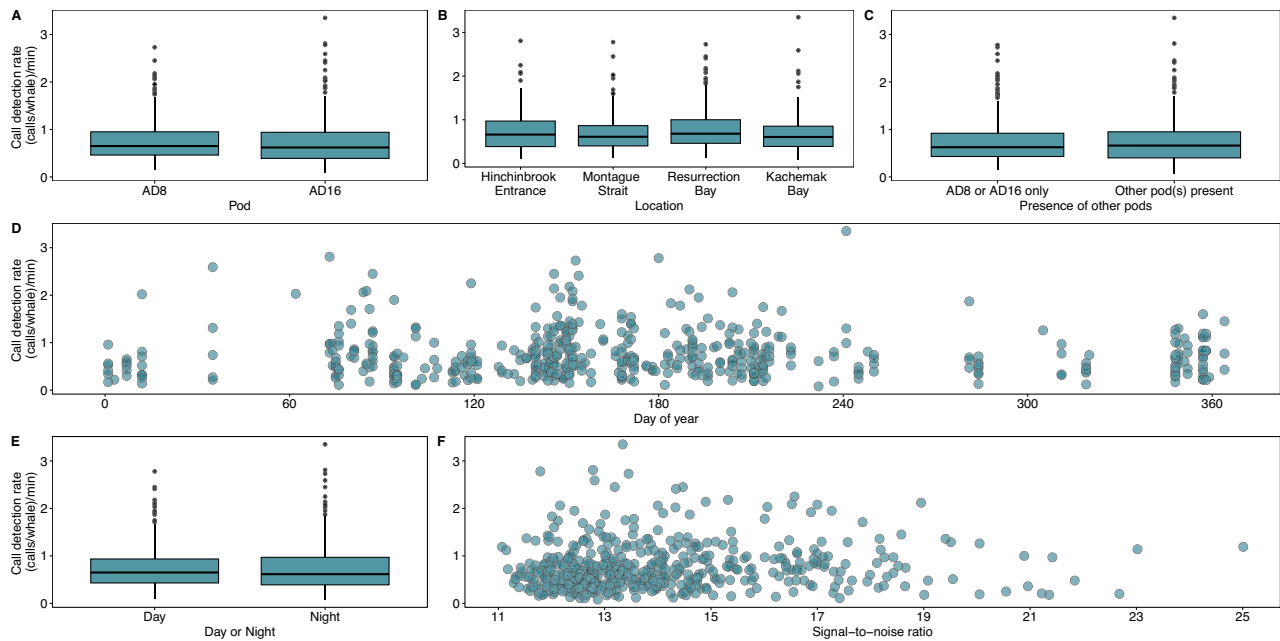 A
Call detection rate
(calls/whale)/min)
3
2
1
0
AD8 AD16
Pod
B
3
2
1
0
Hinchinbrook Montague Resurrection Kachemak
Entrance Strait Bay Bay
Location
C
3
2
1
0
AD8 or AD16 only Other pod(s) present
Presence of other pods
D
Call detection rate
(calls/whale)/min)
3
2
1
0
0 60 120 180 240 300 360
Day of year
E
Call detection rate
(calls/whale)/min)
3
2
1
0
Day Night
Day or Night
F
3
2
1
0
11 13 15 17 19 21 23 25
Signal−to−noise ratio